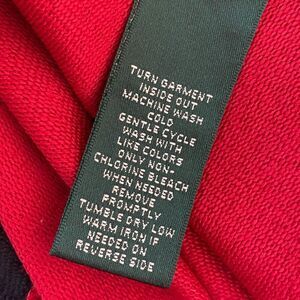 TURN GARMENT
INSIDE OUT
MACHINE WASH
COLD
GENTLE CYCLE
WASH WITH
LIKE COLORS
ONLY NON-
CHLORINE BLEACH
WHEN NEEDED
REMOVE
PROMPTLY
TUMBLE DRY LOW
WARM IRON IF
NEEDED ON
REVERSE SIDE